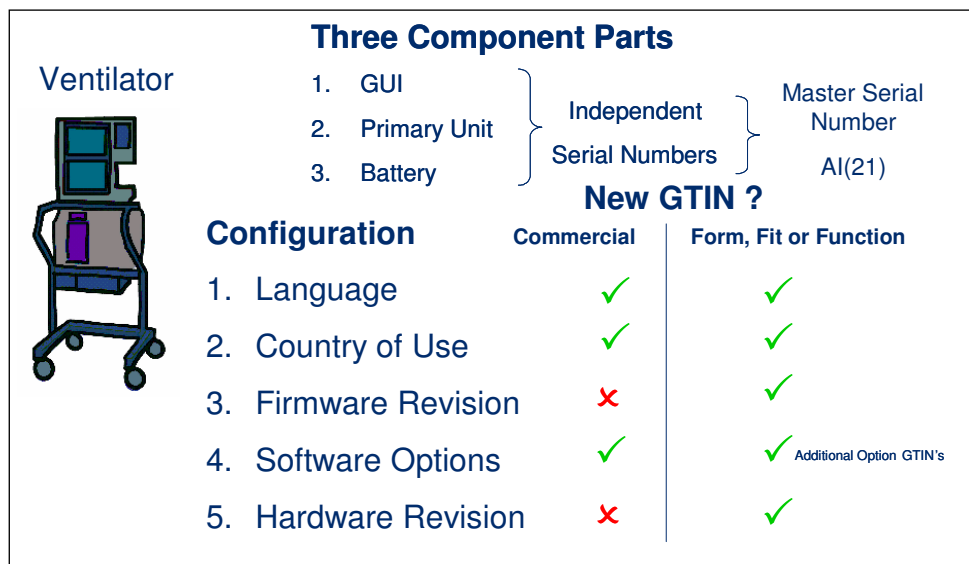 Three Component Parts
Ventilator
1. GUI
2. Primary Unit
3. Battery
Independent
Serial Numbers
Master Serial
Number
AI(21)
New GTIN ?
Configuration
Commercial
Form, Fit or Function
1. Language
2. Country of Use
3. Firmware Revision
4. Software Options
Additional Option GTIN's
5. Hardware Revision